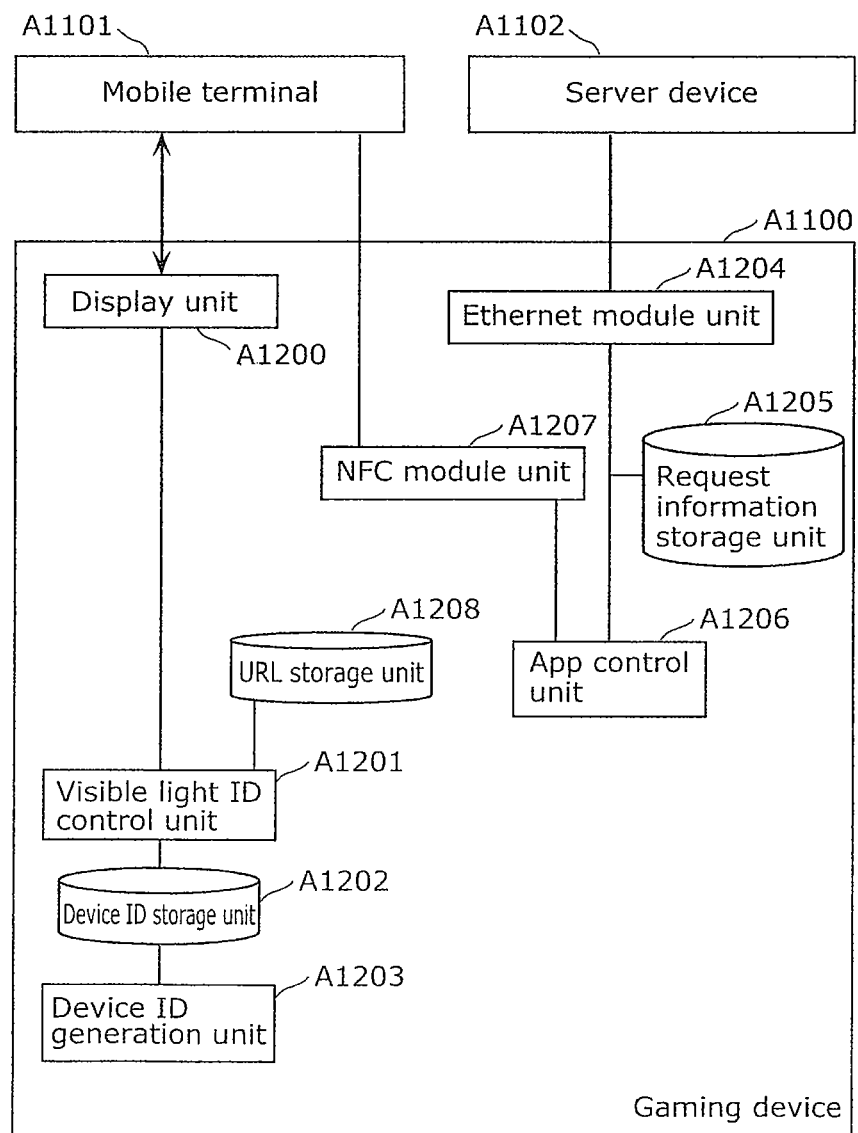 A1101
A1102
Mobile terminal
Server device
A1100
A1204
Display unit
Ethernet module unit
A1200
A1205
A1207
NFC module unit
Request
information
storage unit
A1208
A1206
URL storage unit
App control
unit
A1201
Visible light ID
control unit
A1202
Device ID storage unit
A1203
Device ID
generation unit
Gaming device